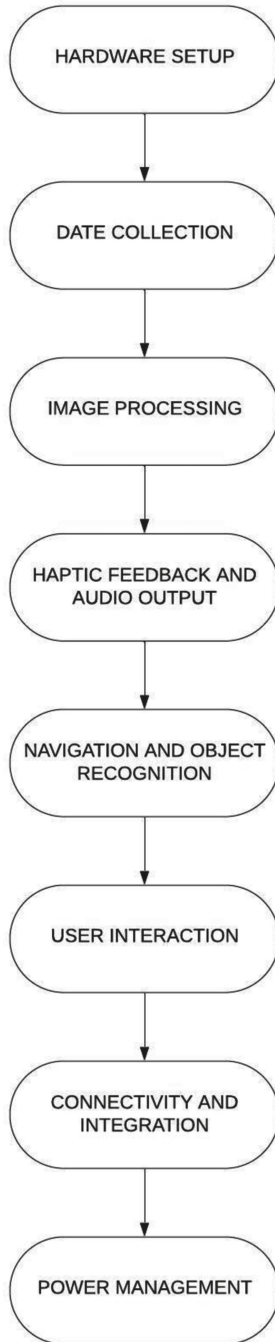 HARDWARE SETUP
DATE COLLECTION
IMAGE PROCESSING
HAPTIC FEEDBACK AND
AUDIO OUTPUT
NAVIGATION AND OBJECT
RECOGNITION
USER INTERACTION
CONNECTIVITY AND
INTEGRATION
POWER MANAGEMENT